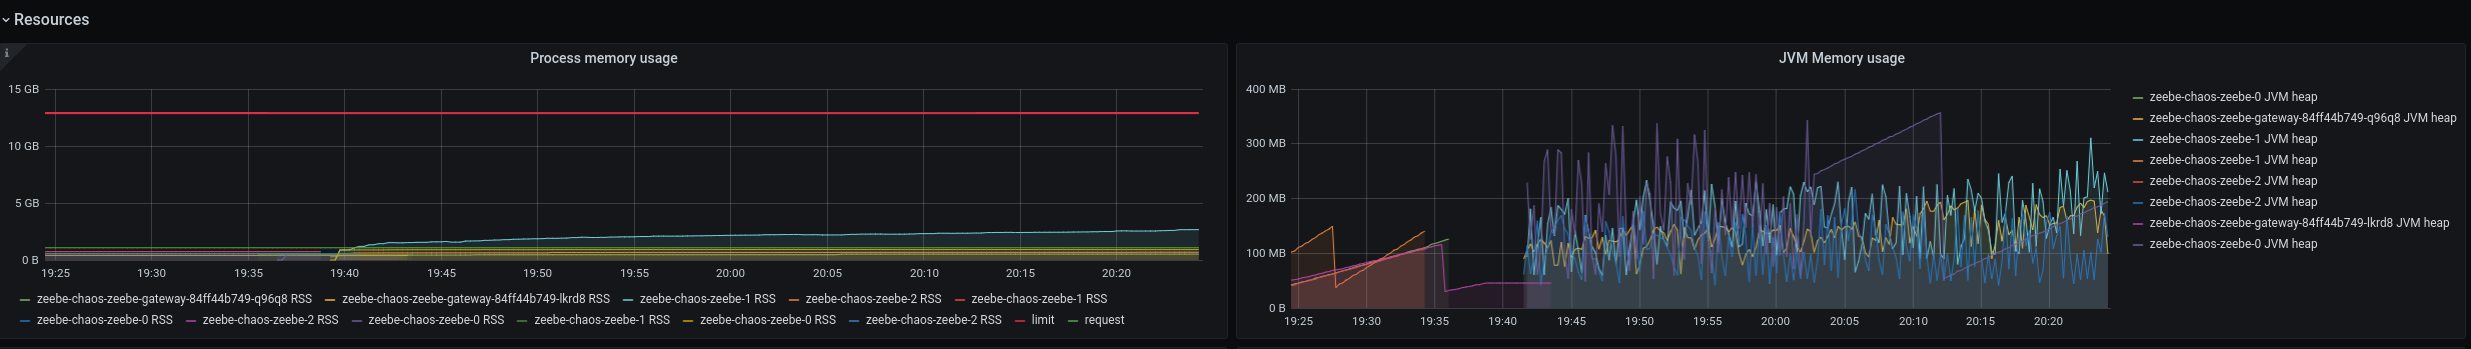 Resources
Process memory usage
15 GB
10 GB
5 GB
0 B
19:25 19:30 19:35 19:40 19:45 19:50 19:55 20:00 20:05 20:10 20:15 20:20
zeebe-chaos-zeebe-gateway-84ff44b749-q96q8 RSS zeebe-chaos-zeebe-gateway-84ff44b749-lkrd8 RSS zeebe-chaos-zeebe-1 RSS zeebe-chaos-zeebe-2 RSS zeebe-chaos-zeebe-1 RSS
zeebe-chaos-zeebe-0 RSS zeebe-chaos-zeebe-2 RSS zeebe-chaos-zeebe-0 RSS zeebe-chaos-zeebe-1 RSS zeebe-chaos-zeebe-0 RSS zeebe-chaos-zeebe-2 RSS limit request
JVM Memory usage
400 MB
300 MB
200 MB
100 MB
0 B
19:25 19:30 19:35 19:40 19:45 19:50 19:55 20:00 20:05 20:10 20:15 20:20
zeebe-chaos-zeebe-0 JVM heap
zeebe-chaos-zeebe-gateway-84ff44b749-q96q8 JVM heap
zeebe-chaos-zeebe-1 JVM heap
zeebe-chaos-zeebe-1 JVM heap
zeebe-chaos-zeebe-2 JVM heap
zeebe-chaos-zeebe-2 JVM heap
zeebe-chaos-zeebe-gateway-84ff44b749-lkrd8 JVM heap
zeebe-chaos-zeebe-0 JVM heap